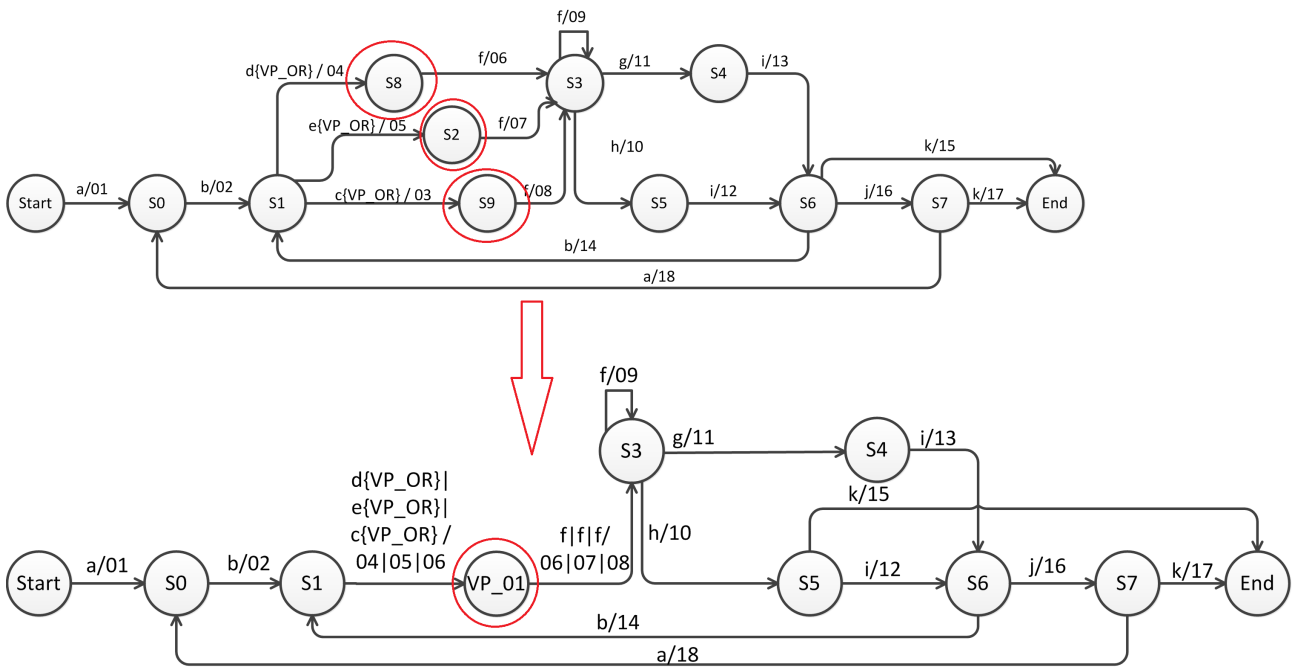 f/09
d{VP_OR} / 04
S8
f/06
S3
g/11
S4
i/13
e{VP_OR} / 05
S2
f/07
h/10
k/15
Start
a/01
S0
b/02
S1
c{VP_OR} / 03
S9
f/08
S5
i/12
S6
j/16
S7
k/17
End
b/14
a/18
f/09
S3
g/11
S4
i/13
d{VP_OR}|
e{VP_OR}|
c{VP_OR} /
04|05|06
f|f|f/
06|07|08
h/10
k/15
Start
a/01
S0
b/02
S1
VP_01
S5
i/12
S6
j/16
S7
k/17
End
b/14
a/18